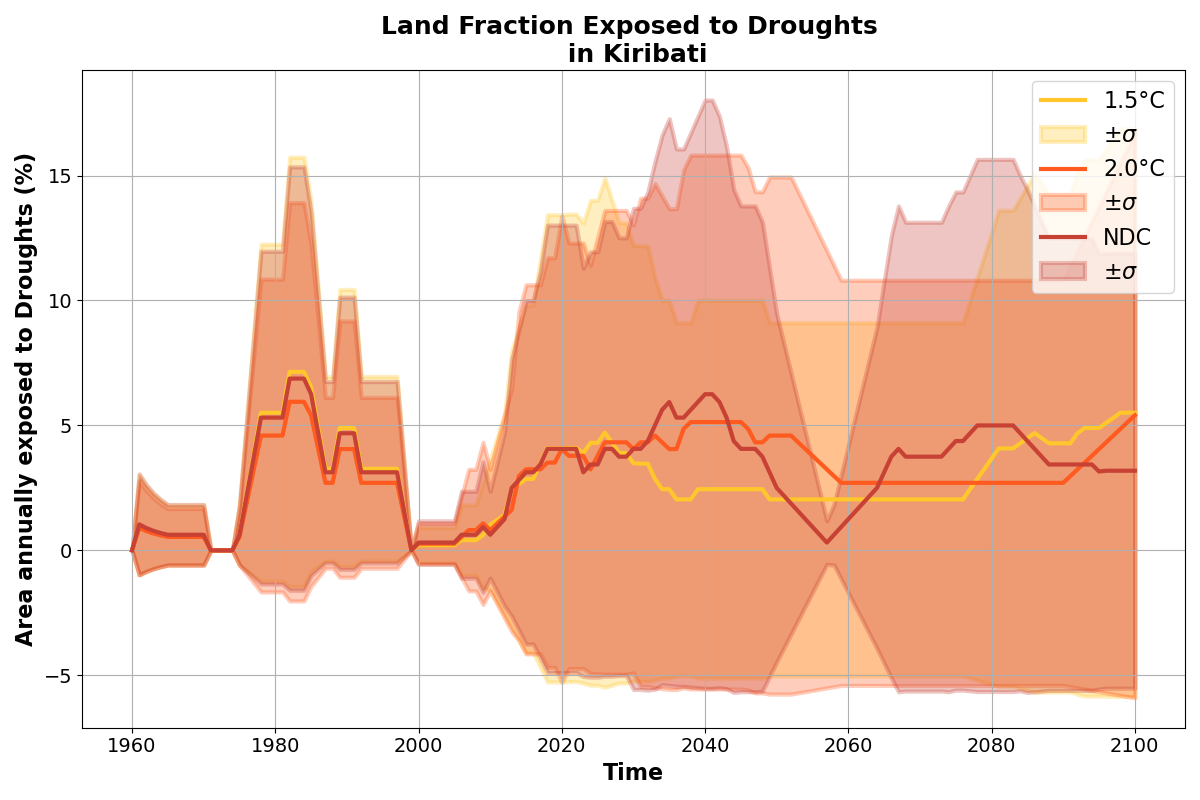 Land Fraction Exposed to Droughts
in Kiribati
Area annually exposed to Droughts (%)
15
10
5
0
−5
1960
1980
2000
2020
2040
2060
2080
2100
Time
1.5°C
±σ
2.0°C
±σ
NDC
±σ